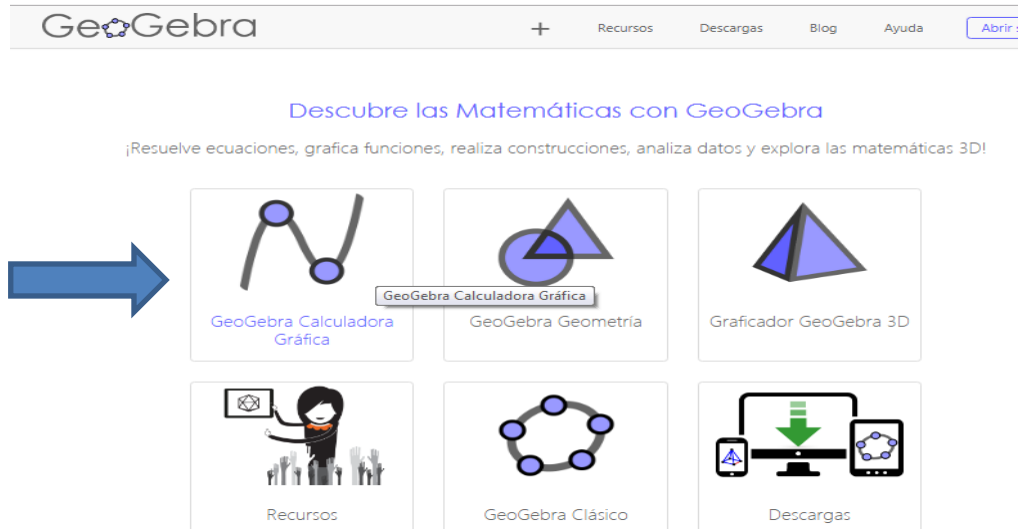 GeoGebra
+ Recursos Descargas Blog Ayuda Abrir s
Descubre las Matemáticas con GeoGebra
¡Resuelve ecuaciones, grafica funciones, realiza construcciones, analiza datos y explora las matemáticas 3D!
GeoGebra Calculadora Gráfica
GeoGebra Calculadora
Gráfica
GeoGebra Geometría
Graficador GeoGebra 3D
Recursos
GeoGebra Clásico
Descargas